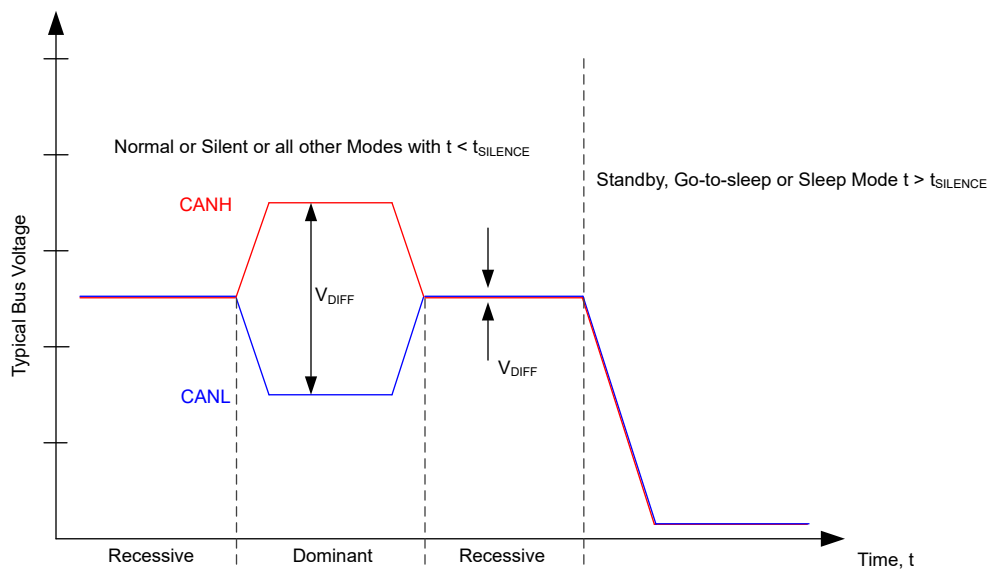 Normal or Silent or all other Modes with t < tSILENCE
Standby, Go-to-sleep or Sleep Mode t > tSILENCE
CANH
Typical Bus Voltage
VDIFF
VDIFF
CANL
Recessive
Dominant
Recessive
Time, t